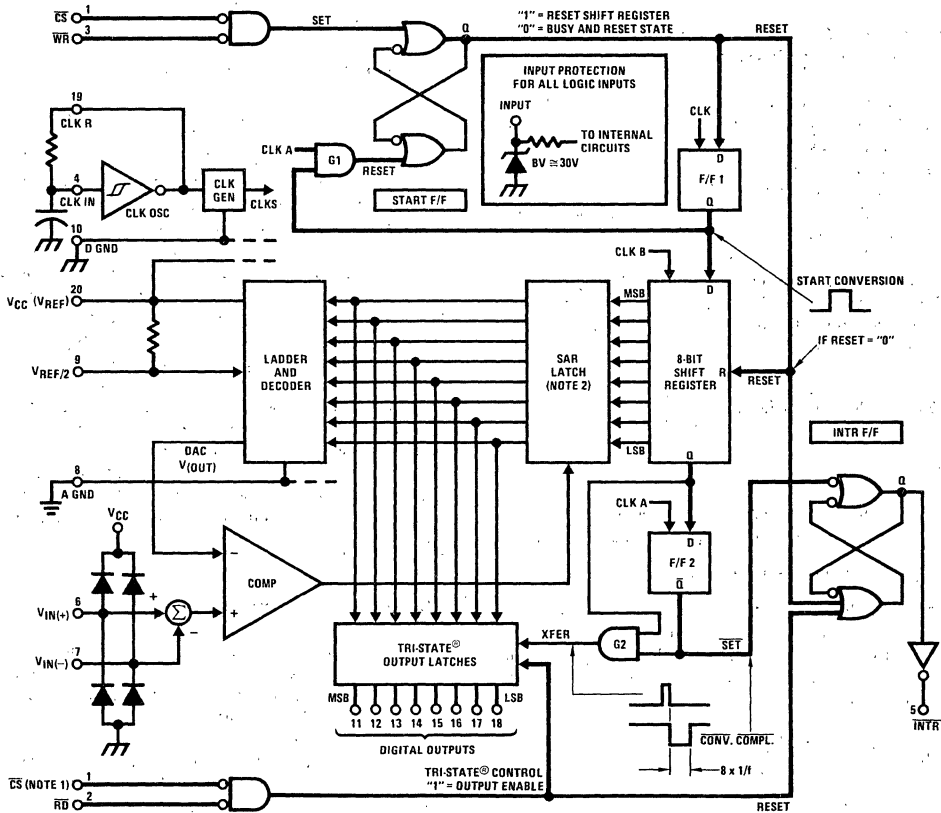 CS 1
WR 3
SET
Q
"1" = RESET SHIFT REGISTER
"0" = BUSY AND RESET STATE
RESET
INPUT PROTECTION
FOR ALL LOGIC INPUTS
INPUT
TO INTERNAL
CIRCUITS
BV ≅ 30V
CLK
D
F/F 1
Q
19
CLK R
4
CLK IN
CLK OSC
CLK
GEN
CLKS
10
D GND
CLK A
G1
RESET
START F/F
CLK B
START CONVERSION
IF RESET = "0"
20
VCC (VREF)
9
VREF/2
LADDER
AND
DECODER
SAR
LATCH
(NOTE 2)
MSB
LSB
D
8-BIT
SHIFT
REGISTER
R
Q
RESET
INTR F/F
DAC
V(OUT)
8
A GND
VCC
6
VIN(+)
7
VIN(−)
+
Σ
−
−
+
COMP
CLK A
D
F/F 2
Q
Q
XFER
G2
SET
TRI-STATE®
OUTPUT LATCHES
MSB
LSB
11 12 13 14 15 16 17 18
DIGITAL OUTPUTS
CONV. COMPL.
8 x 1/f
5
INTR
CS (NOTE 1) 1
RD 2
TRI-STATE® CONTROL
"1" = OUTPUT ENABLE
RESET